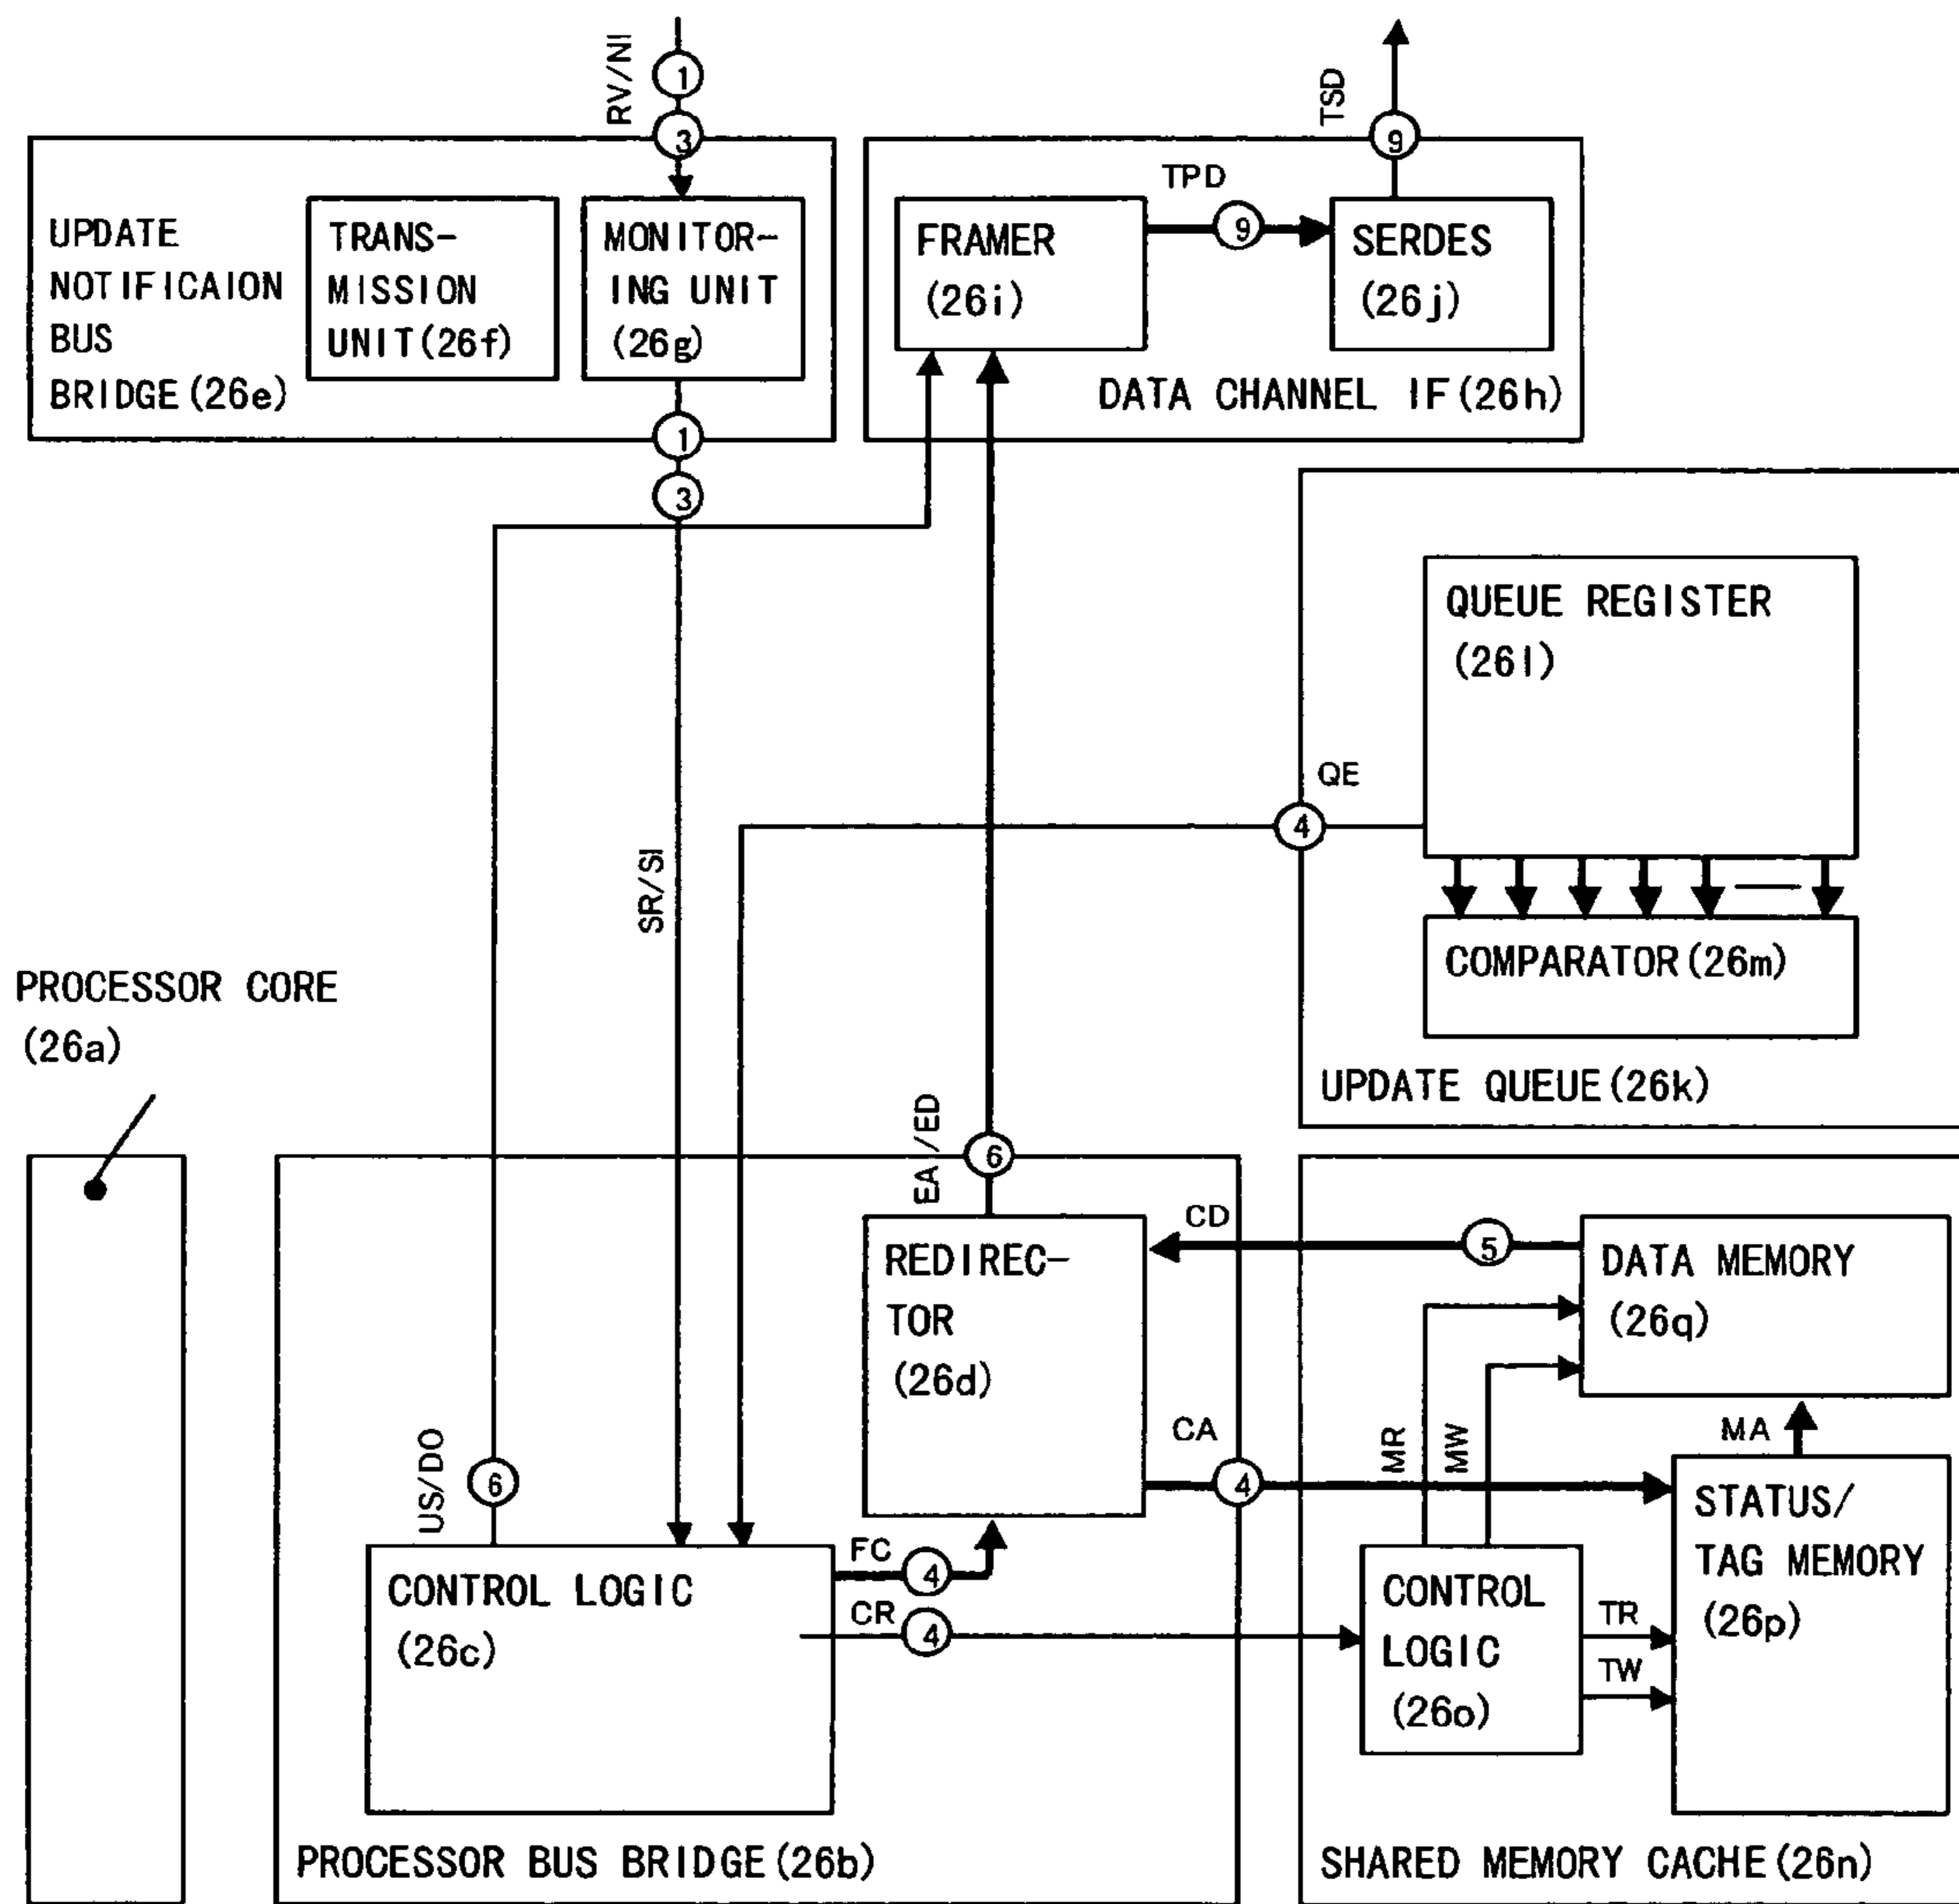 RV/NI
1
3
TSD
9
UPDATE
NOTIFICAION
BUS
BRIDGE(26e)
TRANS-
MISSION
UNIT(26f)
MONITOR-
ING UNIT
(26g)
1
3
FRAMER
(26i)
TPD
9
SERDES
(26j)
DATA CHANNEL IF(26h)
QUEUE REGISTER
(26l)
QE
4
COMPARATOR(26m)
UPDATE QUEUE(26k)
SR/SI
PROCESSOR CORE
(26a)
EA/ED
6
US/DO
6
REDIREC-
TOR
(26d)
CD
5
CA
4
DATA MEMORY
(26q)
MR
MW
MA
STATUS/
TAG MEMORY
(26p)
CONTROL LOGIC
(26c)
FC
4
CR
4
CONTROL
LOGIC
(26o)
TR
TW
PROCESSOR BUS BRIDGE(26b)
SHARED MEMORY CACHE(26n)